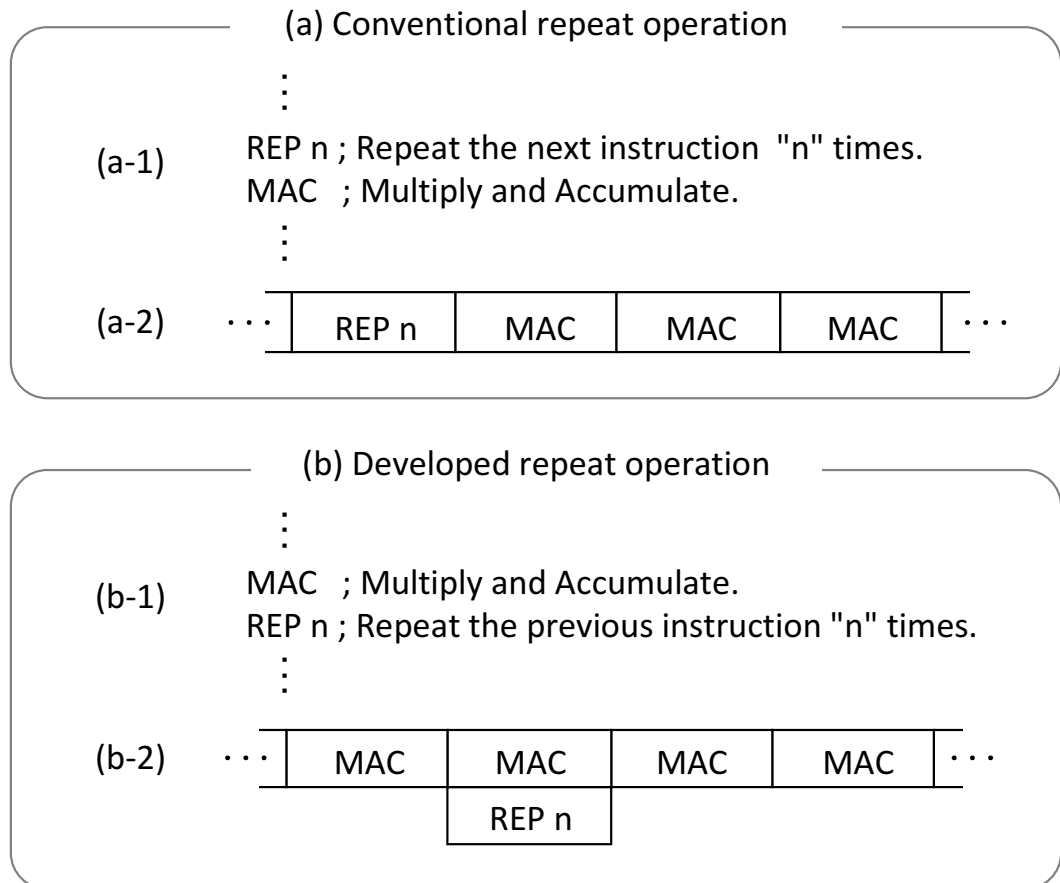 (a) Conventional repeat operation
⋮
(a-1)
REP n ; Repeat the next instruction "n" times.
MAC ; Multiply and Accumulate.
⋮
(a-2) ··· REP n MAC MAC MAC ···
(b) Developed repeat operation
⋮
(b-1)
MAC ; Multiply and Accumulate.
REP n ; Repeat the previous instruction "n" times.
⋮
(b-2) ··· MAC MAC MAC MAC ···
REP n